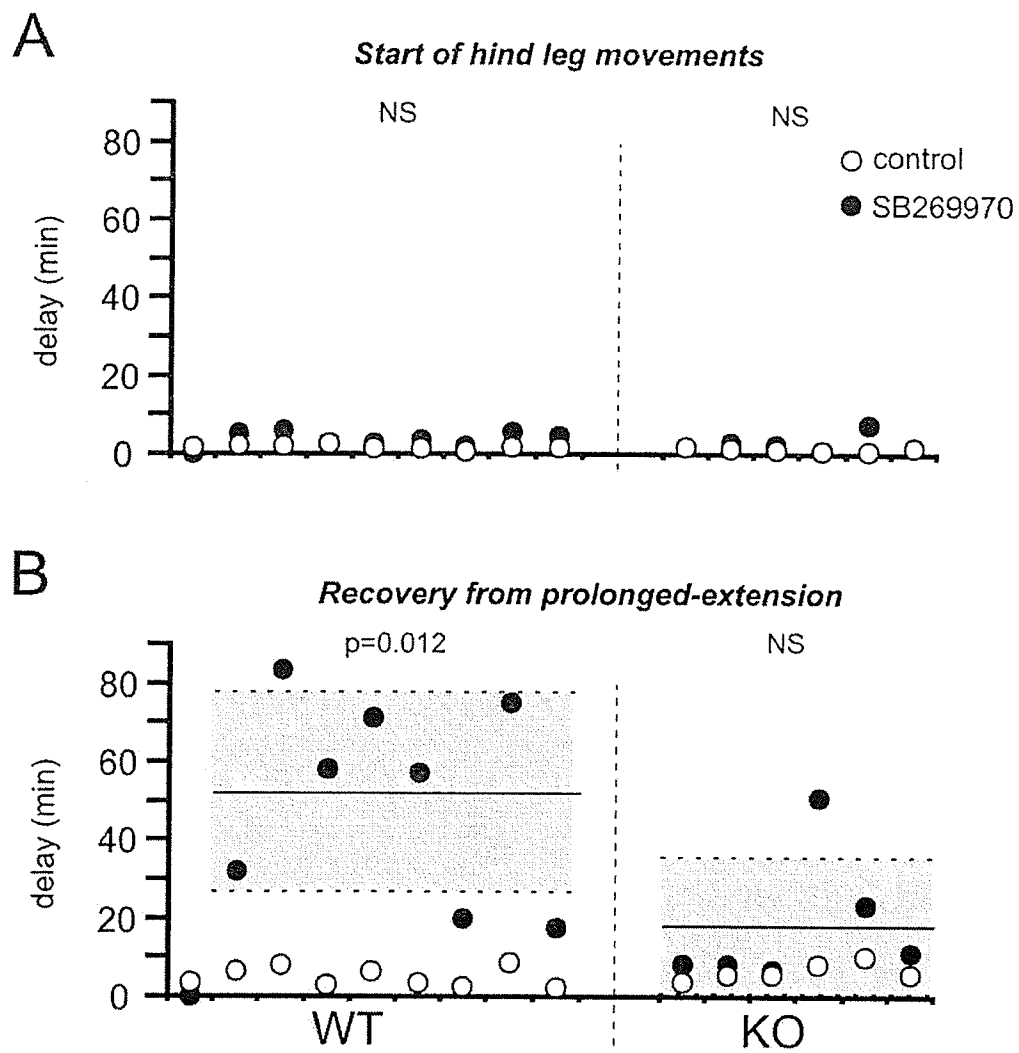 A
Start of hind leg movements
NS
NS
control
SB269970
delay (min)
80
60
40
20
0
B
Recovery from prolonged-extension
p=0.012
NS
delay (min)
80
60
40
20
0
WT
KO